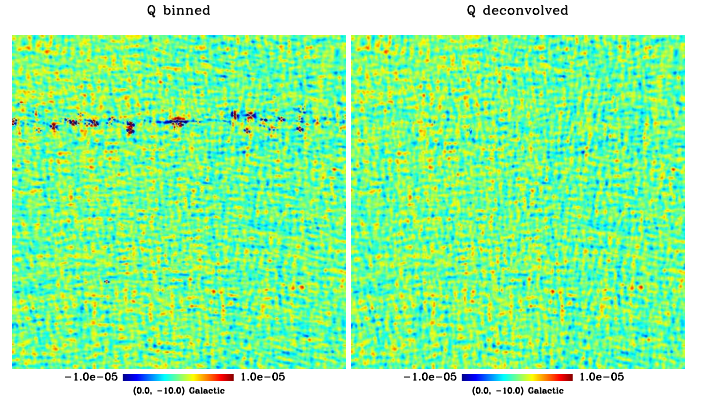 Q binned
Q deconvolved
-1.0e-05 1.0e-05
(0.0, -10.0) Galactic
-1.0e-05 1.0e-05
(0.0, -10.0) Galactic